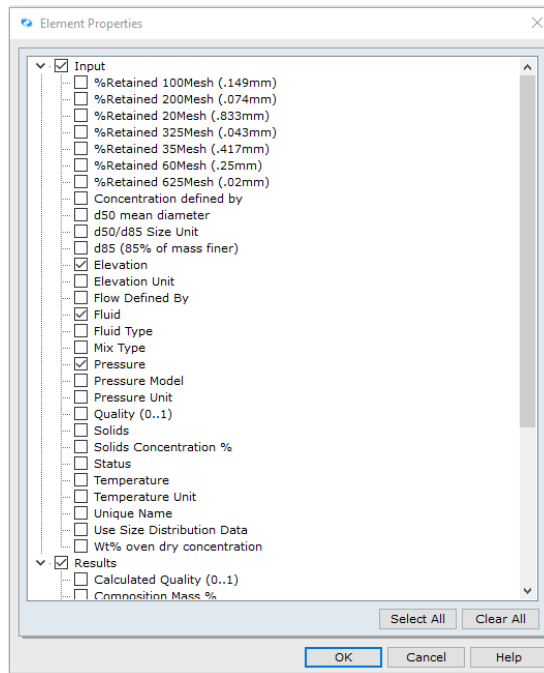 Element Properties
Input
%Retained 100Mesh (.149mm)
%Retained 200Mesh (.074mm)
%Retained 20Mesh (.833mm)
%Retained 325Mesh (.043mm)
%Retained 35Mesh (.417mm)
%Retained 60Mesh (.25mm)
%Retained 625Mesh (.02mm)
Concentration defined by
d50 mean diameter
d50/d85 Size Unit
d85 (85% of mass finer)
Elevation
Elevation Unit
Flow Defined By
Fluid
Fluid Type
Mix Type
Pressure
Pressure Model
Pressure Unit
Quality (0..1)
Solids
Solids Concentration %
Status
Temperature
Temperature Unit
Unique Name
Use Size Distribution Data
Wt% oven dry concentration
Results
Calculated Quality (0..1)
Composition Mass %
Select All Clear All
OK Cancel Help